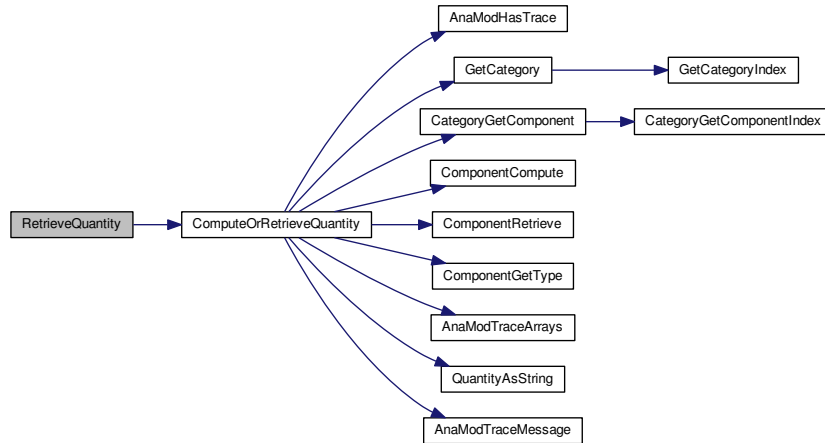 AnaModHasTrace
GetCategory
GetCategoryIndex
CategoryGetComponent
CategoryGetComponentIndex
ComponentCompute
RetrieveQuantity
ComputeOrRetrieveQuantity
ComponentRetrieve
ComponentGetType
AnaModTraceArrays
QuantityAsString
AnaModTraceMessage